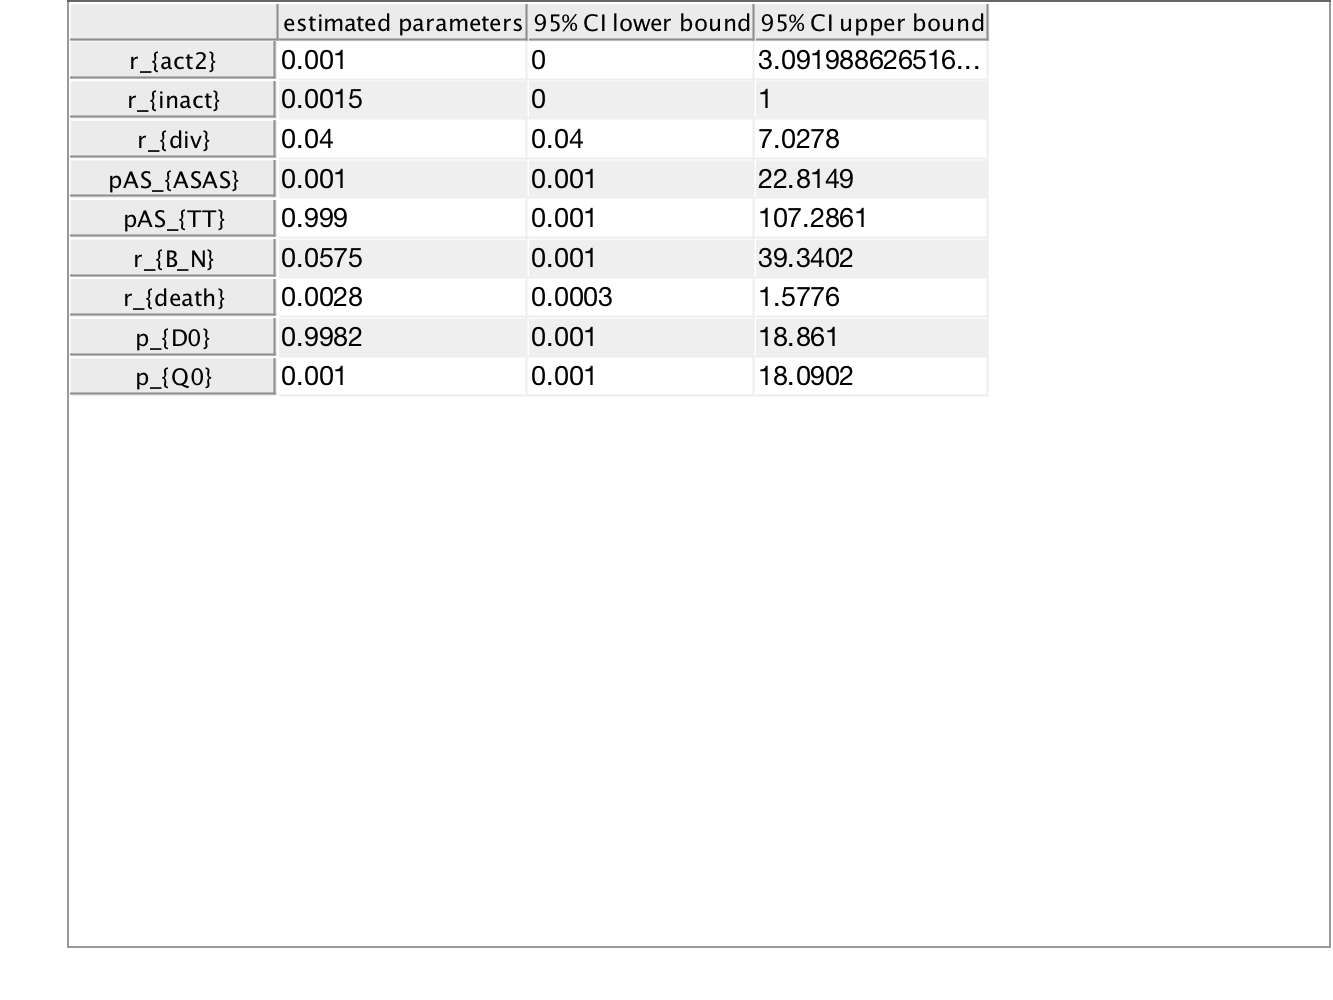 estimated parameters 95% CI lower bound 95% CI upper bound
r_{act2} 0.001 0 3.091988626516...
r_{inact} 0.0015 0 1
r_{div} 0.04 0.04 7.0278
pAS_{ASAS} 0.001 0.001 22.8149
pAS_{TT} 0.999 0.001 107.2861
r_{B_N} 0.0575 0.001 39.3402
r_{death} 0.0028 0.0003 1.5776
p_{D0} 0.9982 0.001 18.861
p_{Q0} 0.001 0.001 18.0902